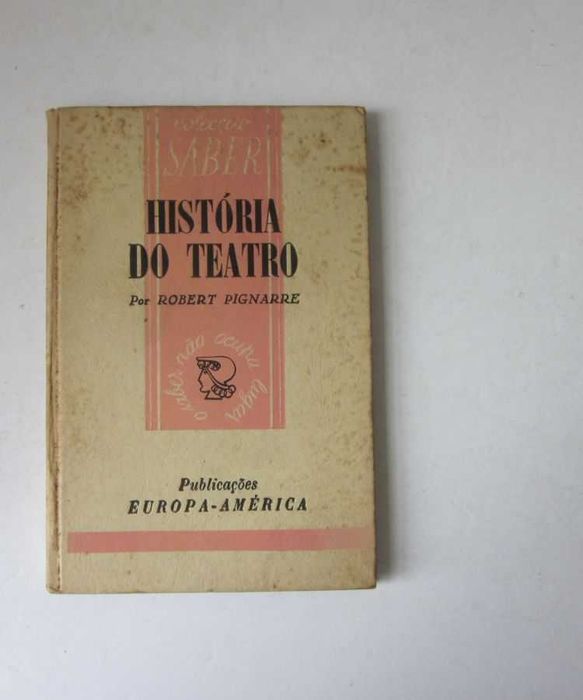 colecção
SABER
HISTÓRIA
DO TEATRO
Por ROBERT PIGNARRE
o saber não ocupa lugar
Publicações
EUROPA-AMÉRICA